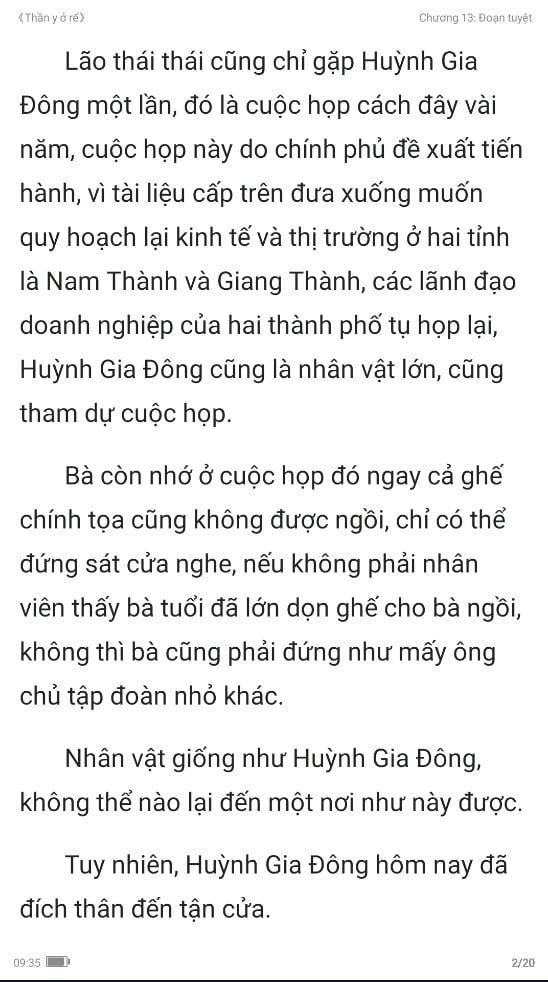 《Thần y ở rể》
Chương 13: Đoạn tuyệt
Lão thái thái cũng chỉ gặp Huỳnh Gia
Đông một lần, đó là cuộc họp cách đây vài
năm, cuộc họp này do chính phủ đề xuất tiến
hành, vì tài liệu cấp trên đưa xuống muốn
quy hoạch lại kinh tế và thị trường ở hai tỉnh
là Nam Thành và Giang Thành, các lãnh đạo
doanh nghiệp của hai thành phố tụ họp lại,
Huỳnh Gia Đông cũng là nhân vật lớn, cũng
tham dự cuộc họp.
Bà còn nhớ ở cuộc họp đó ngay cả ghế
chính tọa cũng không được ngồi, chỉ có thể
đứng sát cửa nghe, nếu không phải nhân
viên thấy bà tuổi đã lớn dọn ghế cho bà ngồi,
không thì bà cũng phải đứng như mấy ông
chủ tập đoàn nhỏ khác.
Nhân vật giống như Huỳnh Gia Đông,
không thể nào lại đến một nơi như này được.
Tuy nhiên, Huỳnh Gia Đông hôm nay đã
đích thân đến tận cửa.
09:35
2/20